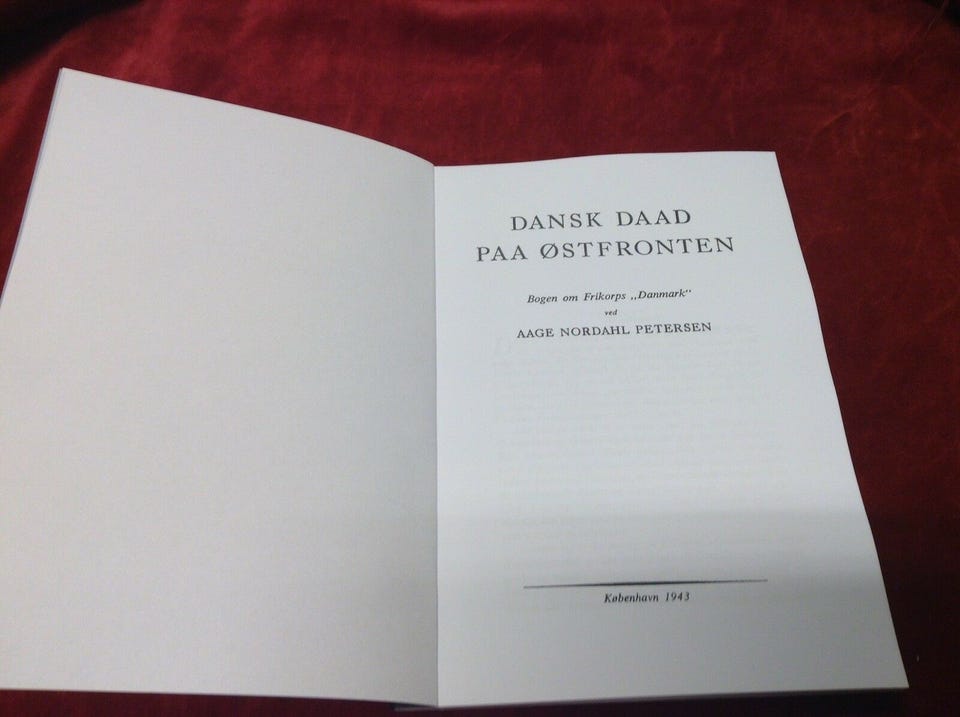 DANSK DAAD
PAA ØSTFRONTEN
Bogen om Frikorps „Danmark“
ved
AAGE NORDAHL PETERSEN
København 1943